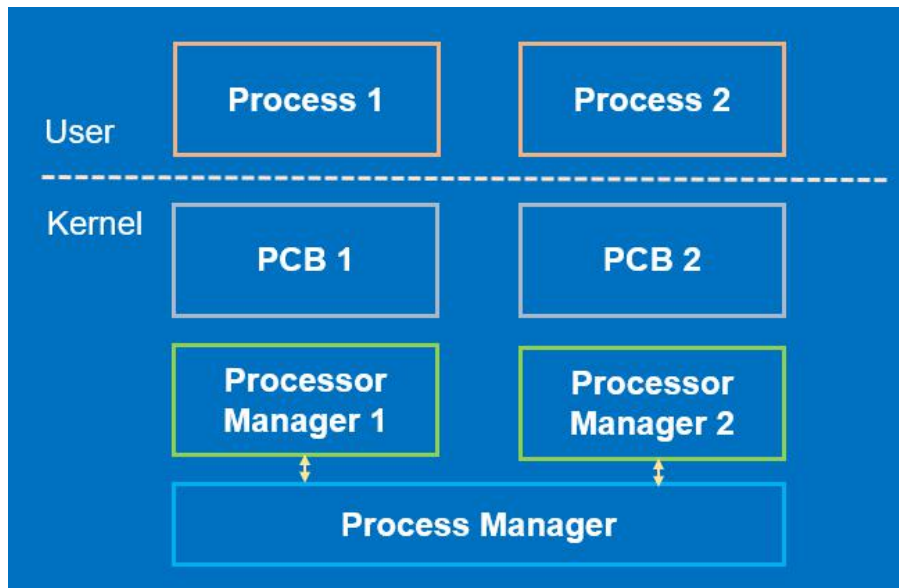 Process 1
Process 2
User
Kernel
PCB 1
PCB 2
Processor
Manager 1
Processor
Manager 2
Process Manager